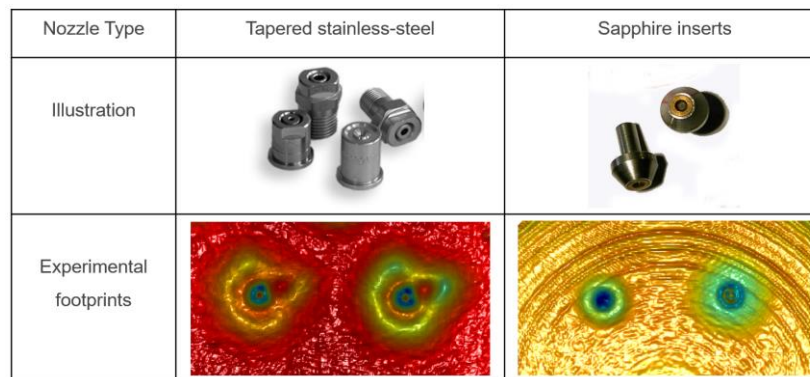 Nozzle Type
Tapered stainless-steel
Sapphire inserts
Illustration
Experimental
footprints